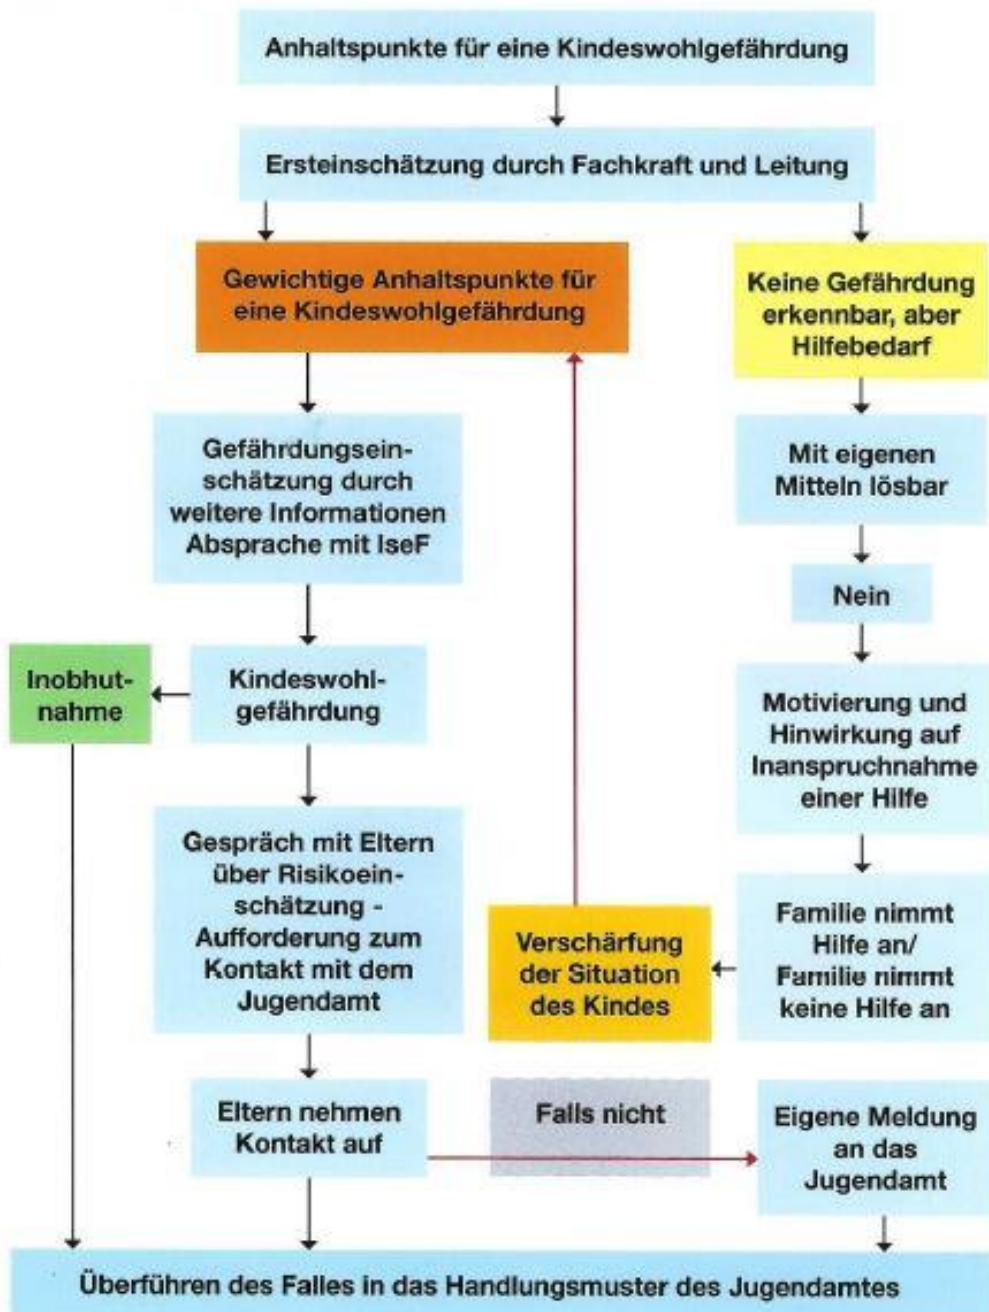 Anhaltspunkte für eine Kindeswohlgefährdung
Ersteinschätzung durch Fachkraft und Leitung
Gewichtige Anhaltspunkte für
eine Kindeswohlgefährdung
Keine Gefährdung
erkennbar, aber
Hilfebedarf
Gefährdungsein-
schätzung durch
weitere Informationen
Absprache mit IseF
Mit eigenen
Mitteln lösbar
Nein
Inobhut-
nahme
Kindeswohl-
gefährdung
Motivierung und
Hinwirkung auf
Inanspruchnahme
einer Hilfe
Gespräch mit Eltern
über Risikoein-
schätzung -
Aufforderung zum
Kontakt mit dem
Jugendamt
Verschärfung
der Situation
des Kindes
Familie nimmt
Hilfe an/
Familie nimmt
keine Hilfe an
Eltern nehmen
Kontakt auf
Falls nicht
Eigene Meldung
an das
Jugendamt
Überführen des Falles in das Handlungsmuster des Jugendamtes